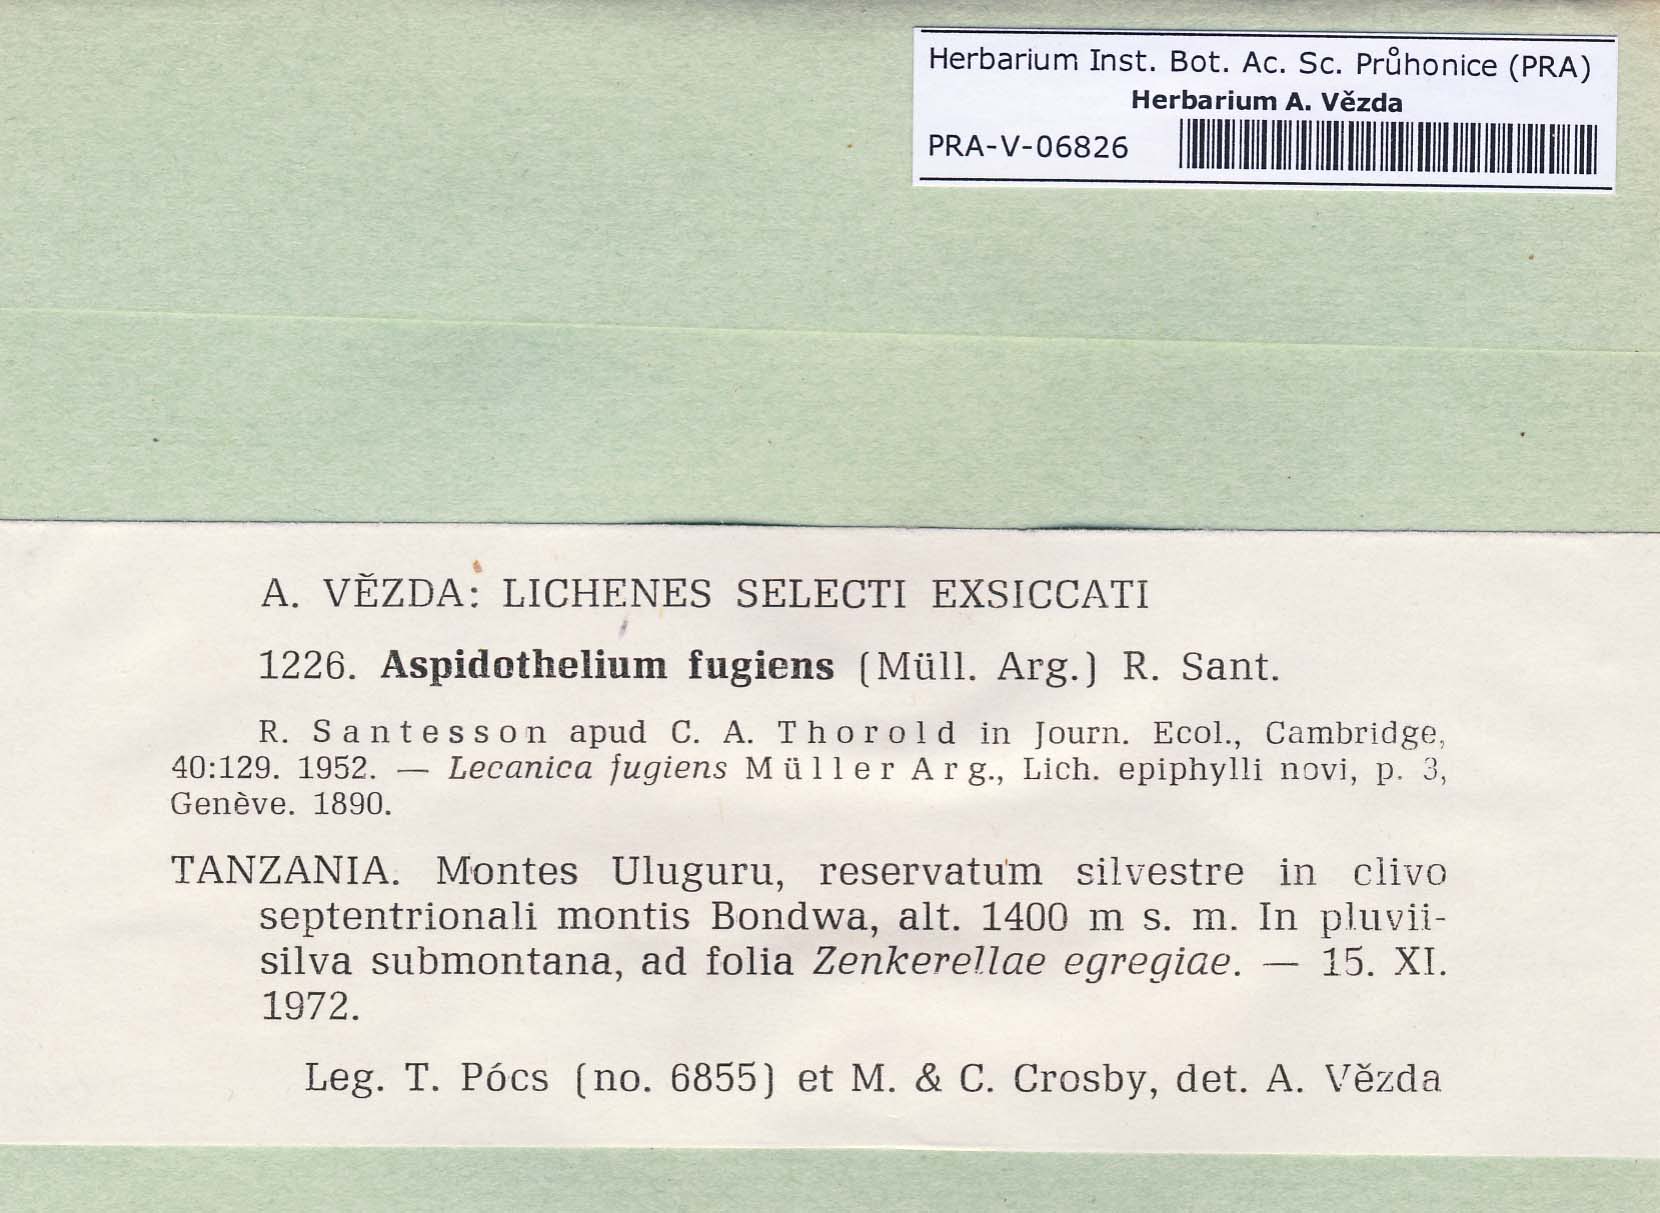 Herbarium Inst. Bot. Ac. Sc. Průhonice (PRA)
Herbarium A. Vězda
PRA-V-06826
A. VĚZDA: LICHENES SELECTI EXSICCATI
1226. Aspidothelium fugiens (Müll. Arg.) R. Sant.
R. Santesson apud C. A. Thorold in Journ. Ecol., Cambridge,
40:129. 1952. — Lecanica fugiens Müller Arg., Lich. epiphylli novi, p. 3,
Genève. 1890.
TANZANIA. Montes Uluguru, reservatum silvestre in clivo
septentrionali montis Bondwa, alt. 1400 m s. m. In pluvii-
silva submontana, ad folia Zenkerellae egregiae. — 15. XI.
1972.
Leg. T. Pócs (no. 6855) et M. & C. Crosby, det. A. Vězda